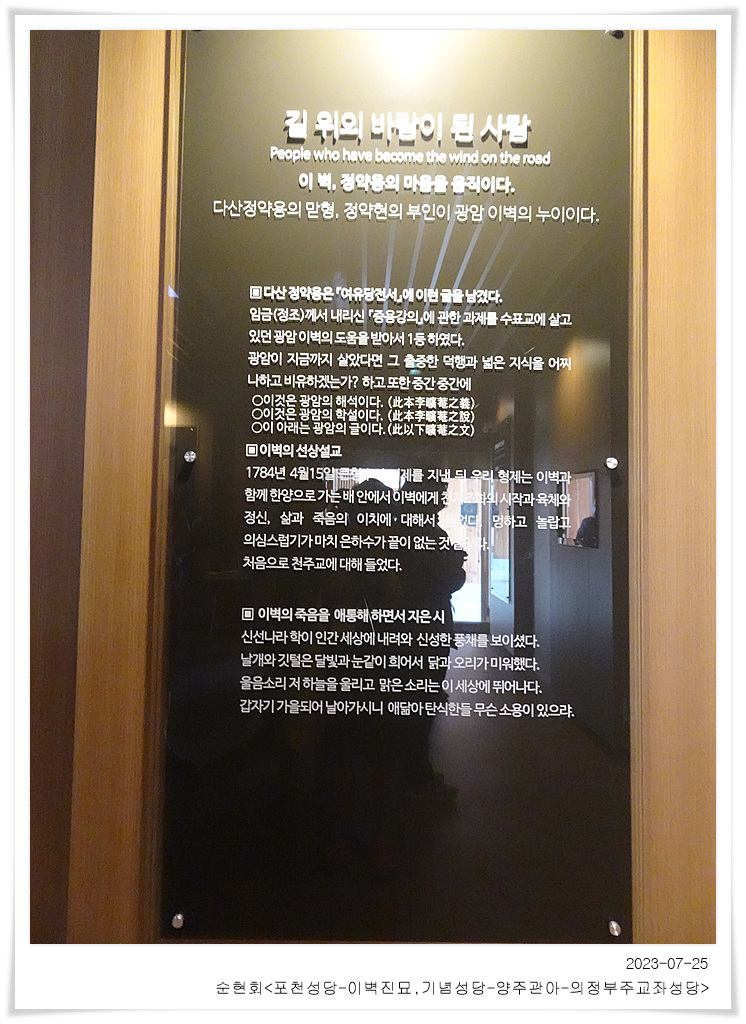 길 위의 바람이 된 사람
People who have become the wind on the road
이 벽, 정약용의 마음을 움직이다.
다산정약용의 맏형, 정약현의 부인이 광암 이벽의 누이이다.
▣ 다산 정약용은 『여유당전서』에 이런 글을 남겼다.
임금(정조)께서 내리신 『중용강의』에 관한 과제를 수표교에 살고
있던 광암 이벽의 도움을 받아서 1등 하였다.
광암이 지금까지 살았다면 그 출중한 덕행과 넓은 지식을 어찌
나하고 비유하겠는가? 하고 또한 중간 중간에
○이것은 광암의 해석이다. (此本李曠菴之義)
○이것은 광암의 학설이다. (此本李曠菴之說)
○이 아래는 광암의 글이다. (此以下曠菴之文)
▣ 이벽의 선상설교
1784년 4월15일 제를 지낸 뒤 우리 형제는 이벽과
함께 한양으로 가는 배 안에서 이벽에게 천지조화의 시작과 육체와
정신, 삶과 죽음의 이치에 대해서 멍하고 놀랍고
의심스럽기가 마치 은하수가 끝이 없는 것
처음으로 천주교에 대해 들었다.
▣ 이벽의 죽음을 애통해 하면서 지은 시
신선나라 학이 인간 세상에 내려와 신성한 풍채를 보이셨다.
날개와 깃털은 달빛과 눈같이 희어서 닭과 오리가 미워했다.
울음소리 저 하늘을 울리고 맑은 소리는 이 세상에 뛰어나다.
갑자기 가을되어 날아가시니 애닯아 탄식한들 무슨 소용이 있으랴.
2023-07-25
순현회<포천성당-이벽진묘,기념성당-양주관아-의정부주교좌성당>